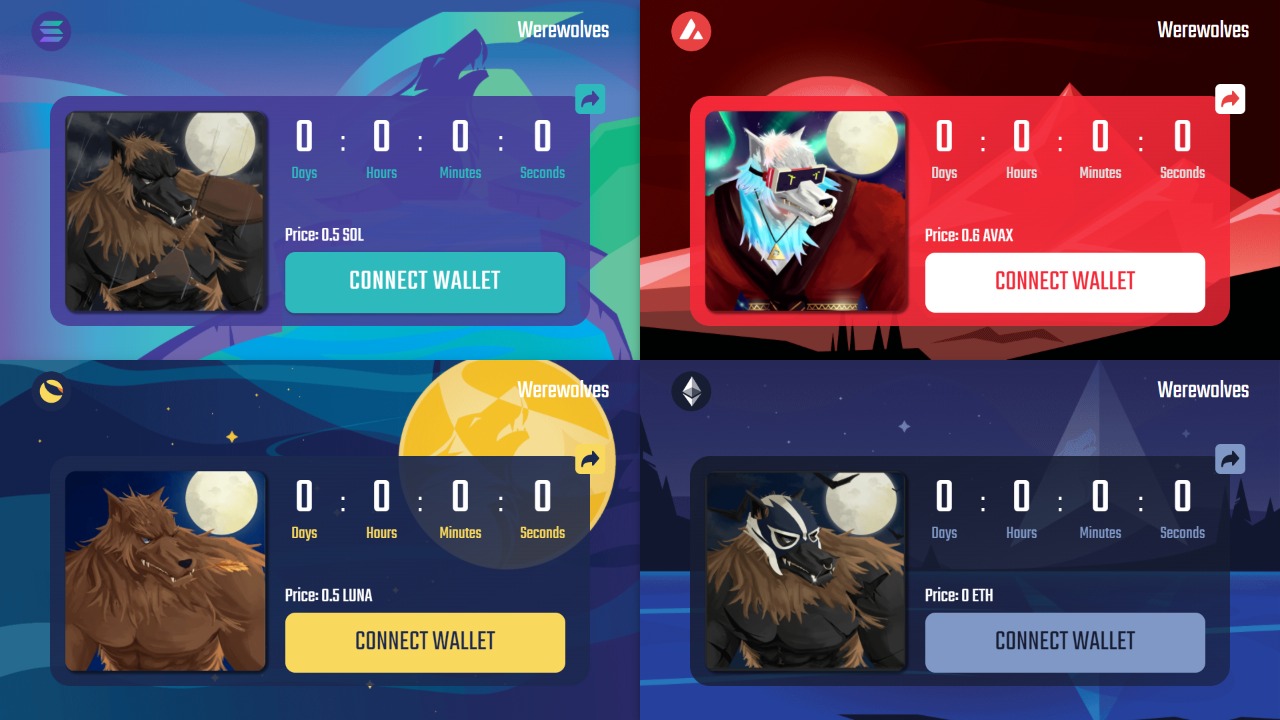 Werewolves
0 : 0 : 0 : 0
Days Hours Minutes Seconds
Price: 0.5 SOL
CONNECT WALLET
Werewolves
0 : 0 : 0 : 0
Days Hours Minutes Seconds
Price: 0.6 AVAX
CONNECT WALLET
Werewolves
0 : 0 : 0 : 0
Days Hours Minutes Seconds
Price: 0.5 LUNA
CONNECT WALLET
Werewolves
0 : 0 : 0 : 0
Days Hours Minutes Seconds
Price: 0 ETH
CONNECT WALLET